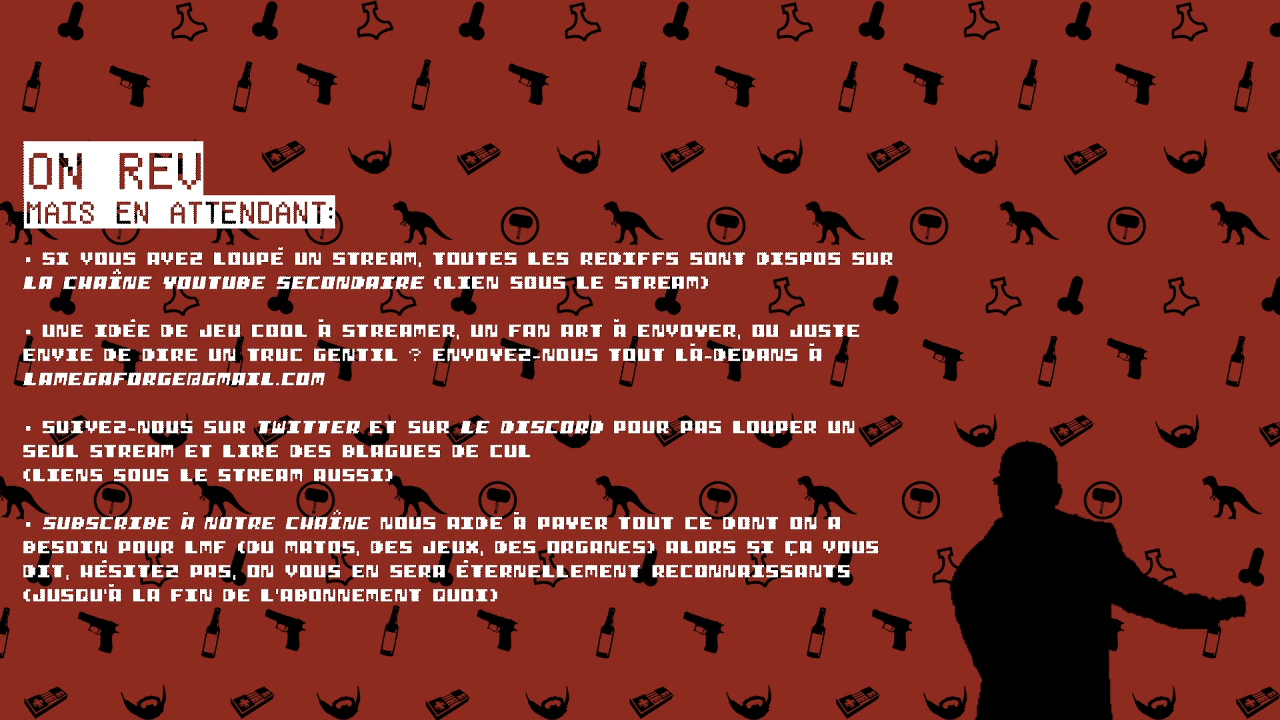 ON REV
MAIS EN ATTENDANT:
• SI VOUS AVEZ LOUPÉ UN STREAM, TOUTES LES REDIFFS SONT DISPOS SUR
LA CHAÎNE YOUTUBE SECONDAIRE (LIEN SOUS LE STREAM)
• UNE IDÉE DE JEU COOL À STREAMER, UN FAN ART À ENVOYER, OU JUSTE
ENVIE DE DIRE UN TRUC GENTIL ? ENVOYEZ-NOUS TOUT LÀ-DEDANS À
LAMEGAFORGE@GMAIL.COM
• SUIVEZ-NOUS SUR TWITTER ET SUR LE DISCORD POUR PAS LOUPER UN
SEUL STREAM ET LIRE DES BLAGUES DE CUL
(LIENS SOUS LE STREAM AUSSI)
• SUBSCRIBE À NOTRE CHAÎNE NOUS AIDE À PAYER TOUT CE DONT ON A
BESOIN POUR LMF (DU MATOS, DES JEUX, DES ORGANES) ALORS SI ÇA VOUS
DIT, HÉSITEZ PAS, ON VOUS EN SERA ÉTERNELLEMENT RECONNAISSANTS
(JUSQU'À LA FIN DE L'ABONNEMENT QUOI)